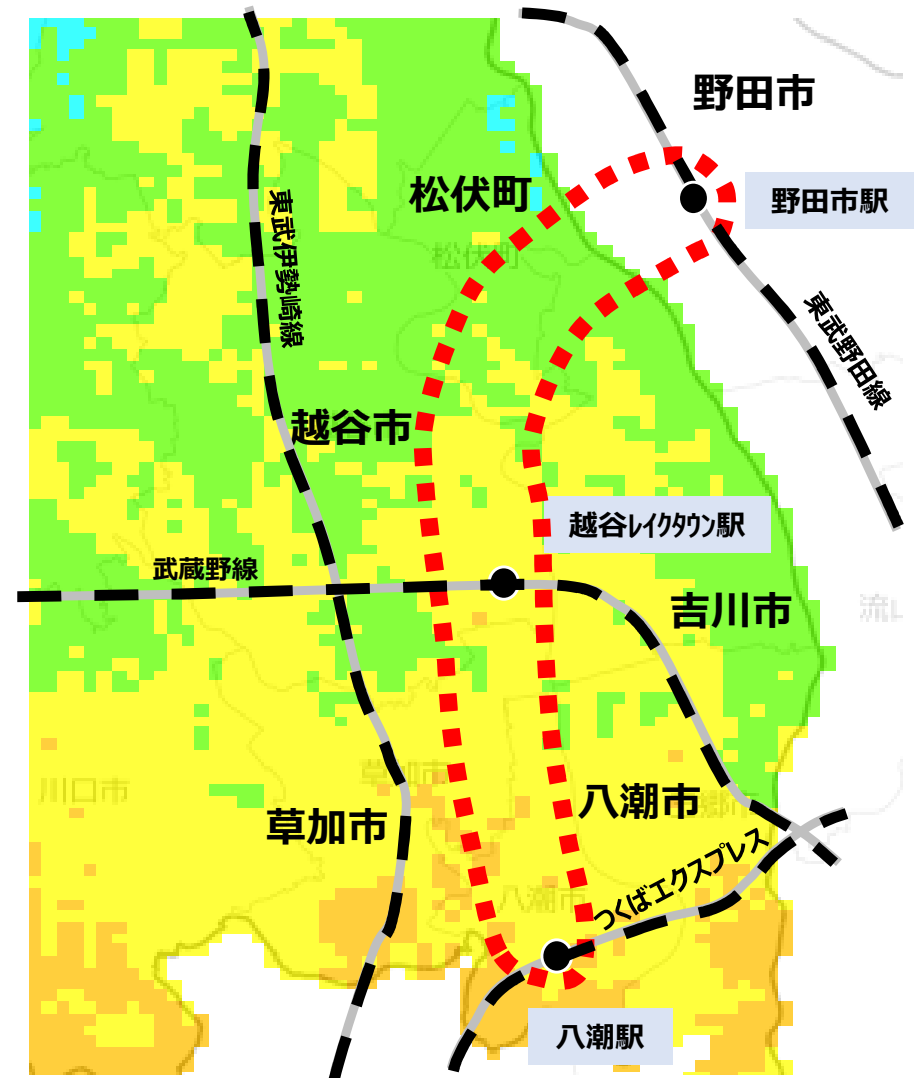 野田市
松伏町
野田市駅
松伏町
東武伊勢崎線
東武野田線
越谷市
越谷レイクタウン駅
武蔵野線
吉川市
草加市
川口市
八潮市
草加市
つくばエクスプレス
八潮市
八潮駅